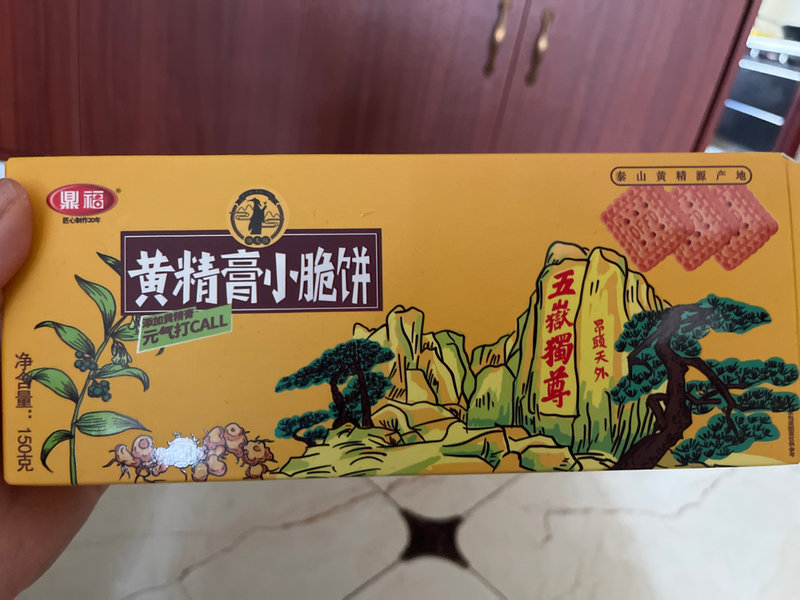 鼎福
®
匠心制作20年
泰山黄精源产地
黄精膏小脆饼
添加黄精膏
元气打CALL
五嶽獨尊
昂頭天外
净含量：150克